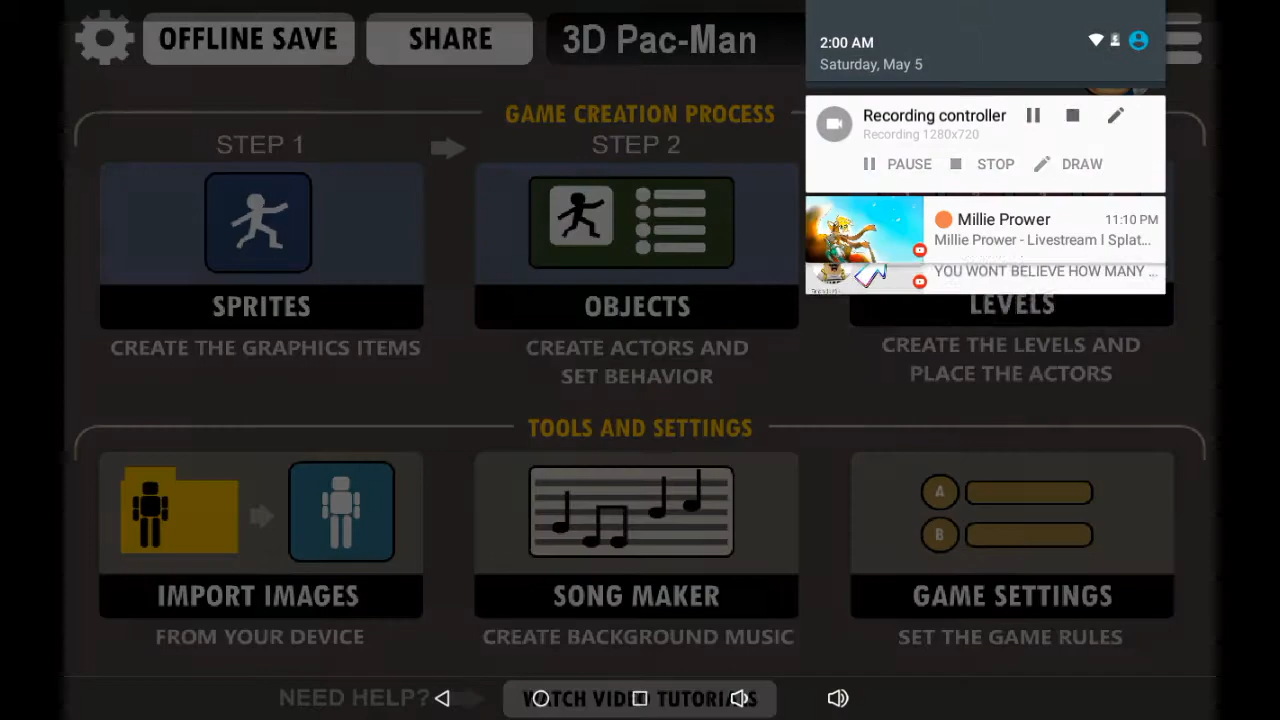 OFFLINE SAVE
SHARE
3D Pac-Man
2:00 AM
Saturday, May 5
Recording controller
Recording 1280x720
PAUSE
STOP
DRAW
Millie Prower
11:10 PM
Millie Prower - Livestream l Splat...
YOU WONT BELIEVE HOW MANY ...
GAME CREATION PROCESS
STEP 1
STEP 2
SPRITES
OBJECTS
LEVELS
CREATE THE GRAPHICS ITEMS
CREATE ACTORS AND
SET BEHAVIOR
CREATE THE LEVELS AND
PLACE THE ACTORS
TOOLS AND SETTINGS
A
B
IMPORT IMAGES
SONG MAKER
GAME SETTINGS
FROM YOUR DEVICE
CREATE BACKGROUND MUSIC
SET THE GAME RULES
NEED HELP?
WATCH VIDEO TUTORIALS